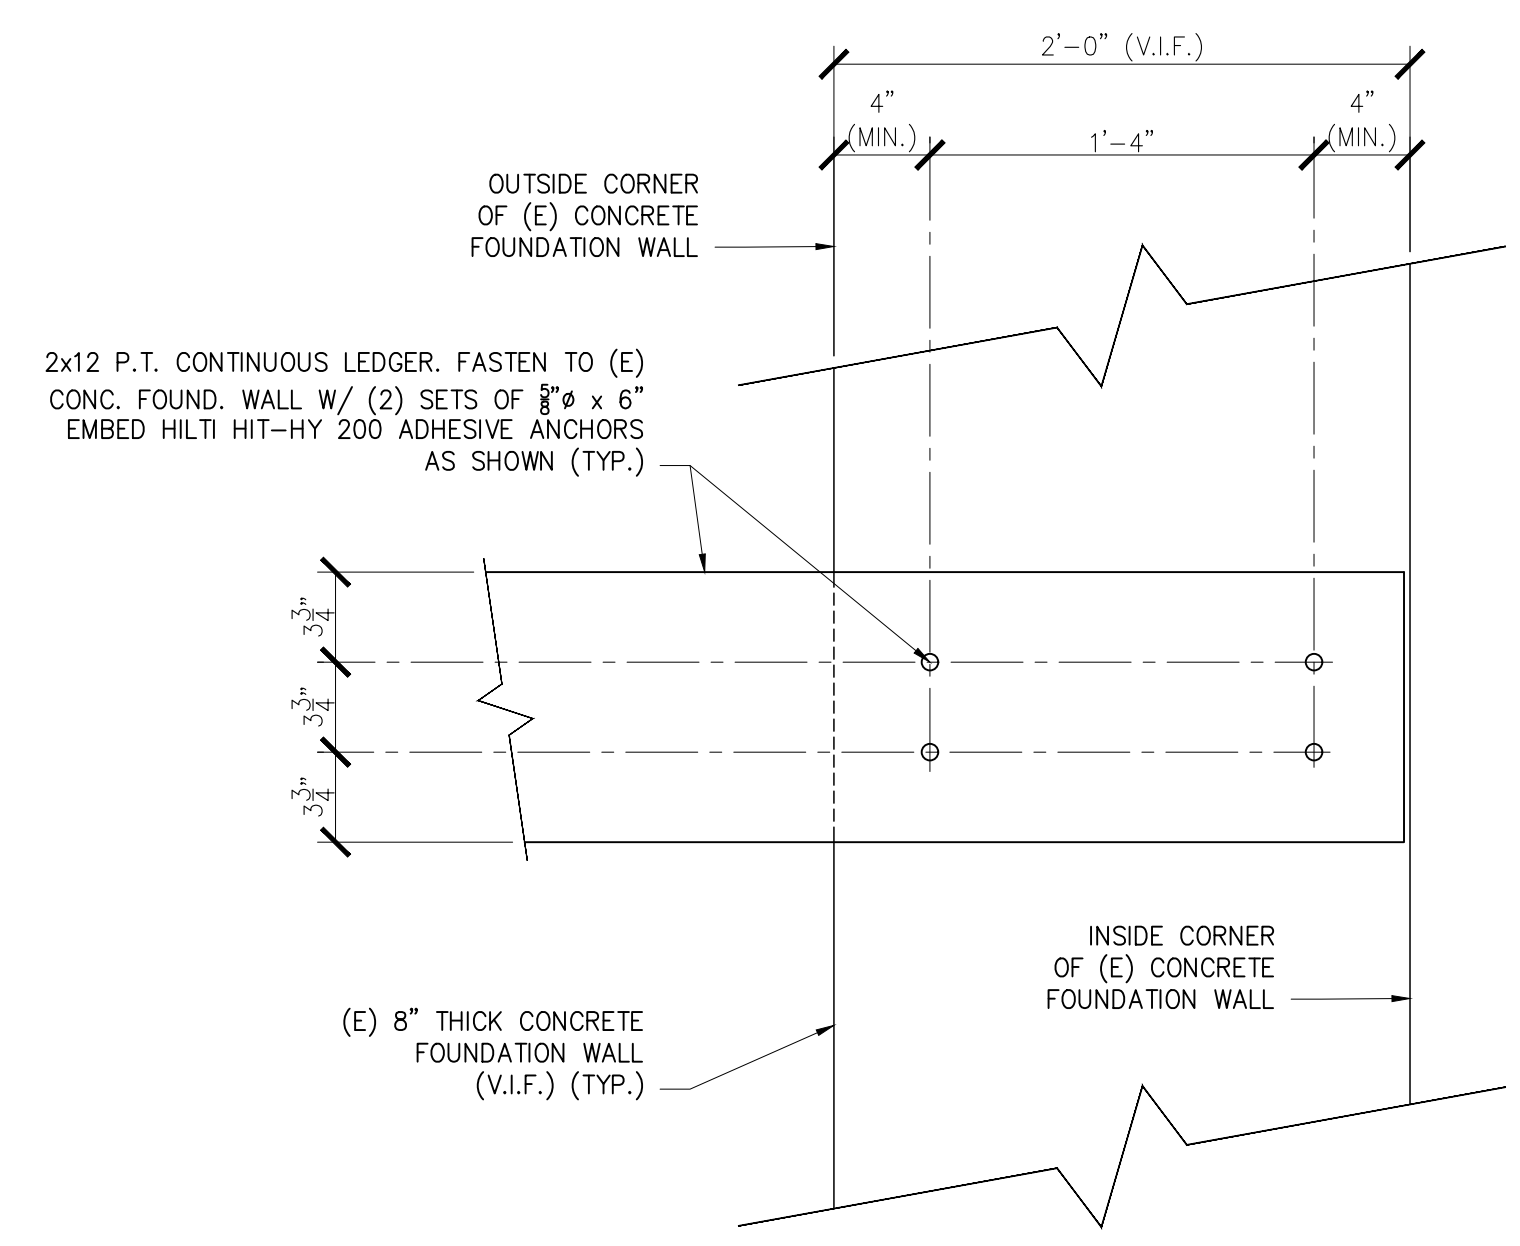 2'-0" (V.I.F.)
4"
(MIN.)
1'-4"
4"
(MIN.)
OUTSIDE CORNER
OF (E) CONCRETE
FOUNDATION WALL
2x12 P.T. CONTINUOUS LEDGER. FASTEN TO (E)
CONC. FOUND. WALL W/ (2) SETS OF 5/8"ø x 6"
EMBED HILTI HIT-HY 200 ADHESIVE ANCHORS
AS SHOWN (TYP.)
3 3/4"
3 3/4"
3 3/4"
INSIDE CORNER
OF (E) CONCRETE
FOUNDATION WALL
(E) 8" THICK CONCRETE
FOUNDATION WALL
(V.I.F.) (TYP.)